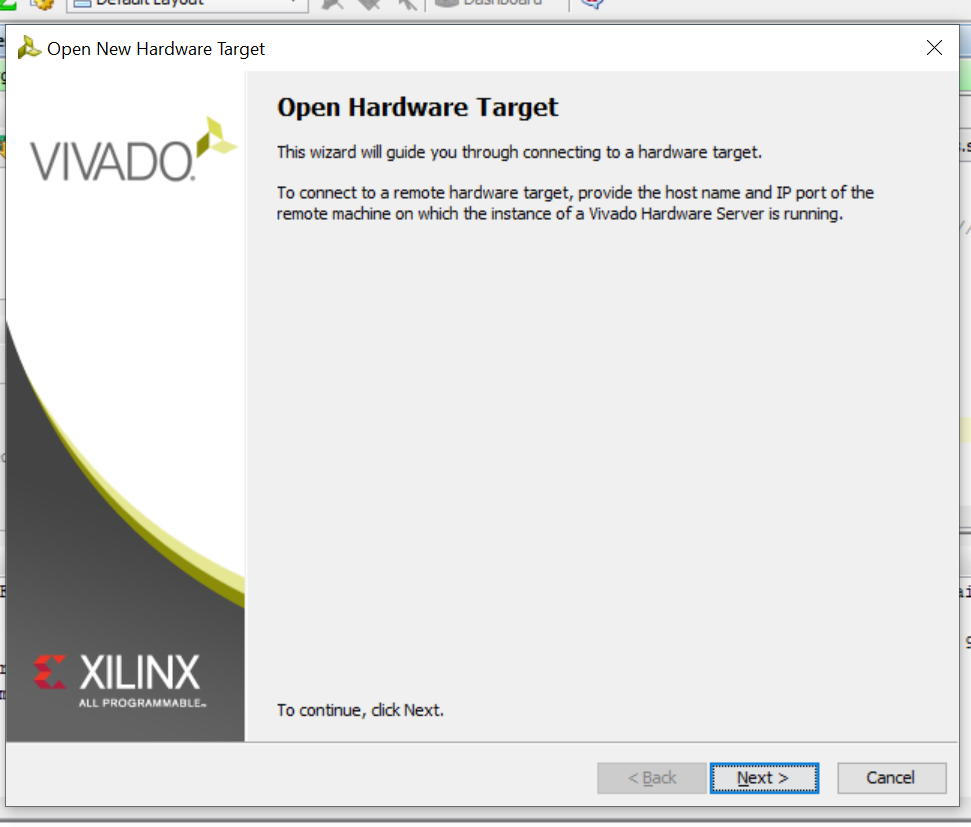 Default Layout
Dashboard
Open New Hardware Target
VIVADO.
Open Hardware Target
This wizard will guide you through connecting to a hardware target.
To connect to a remote hardware target, provide the host name and IP port of the
remote machine on which the instance of a Vivado Hardware Server is running.
XILINX
ALL PROGRAMMABLE™
To continue, click Next.
< Back
Next >
Cancel